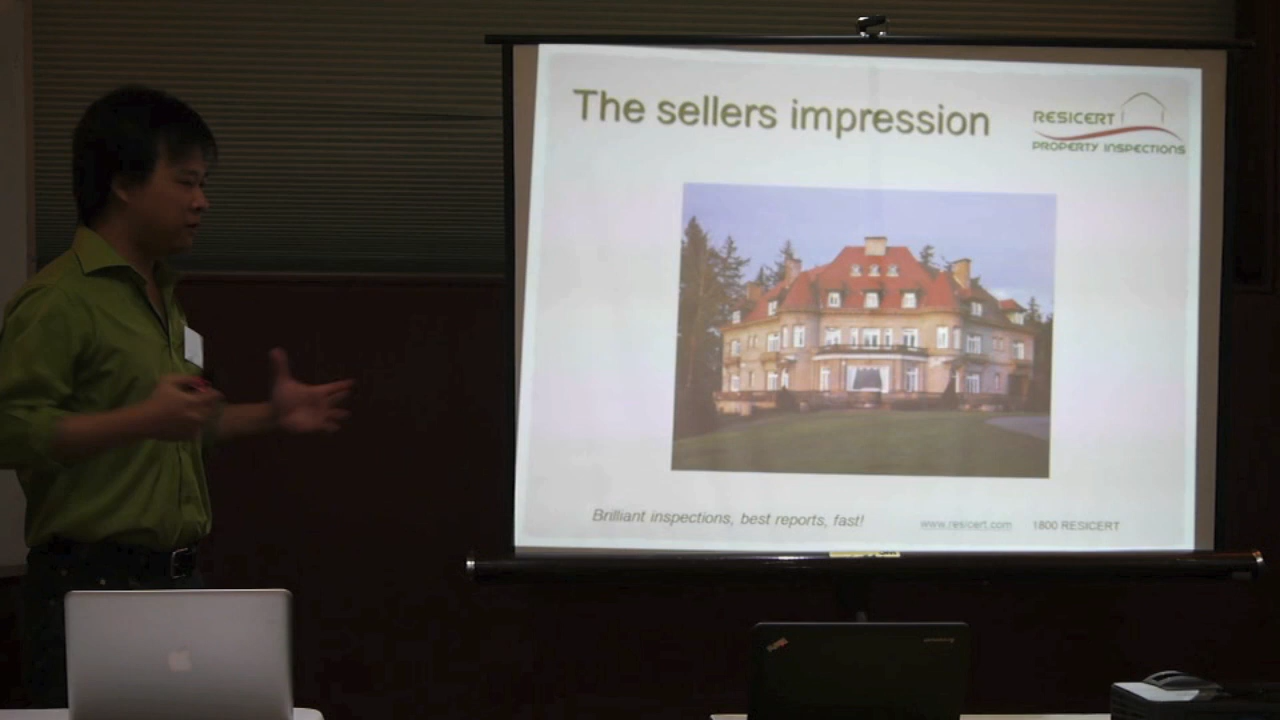 The sellers impression
RESICERT
PROPERTY INSPECTIONS
Brilliant inspections, best reports, fast!
www.resicert.com 1800 RESICERT